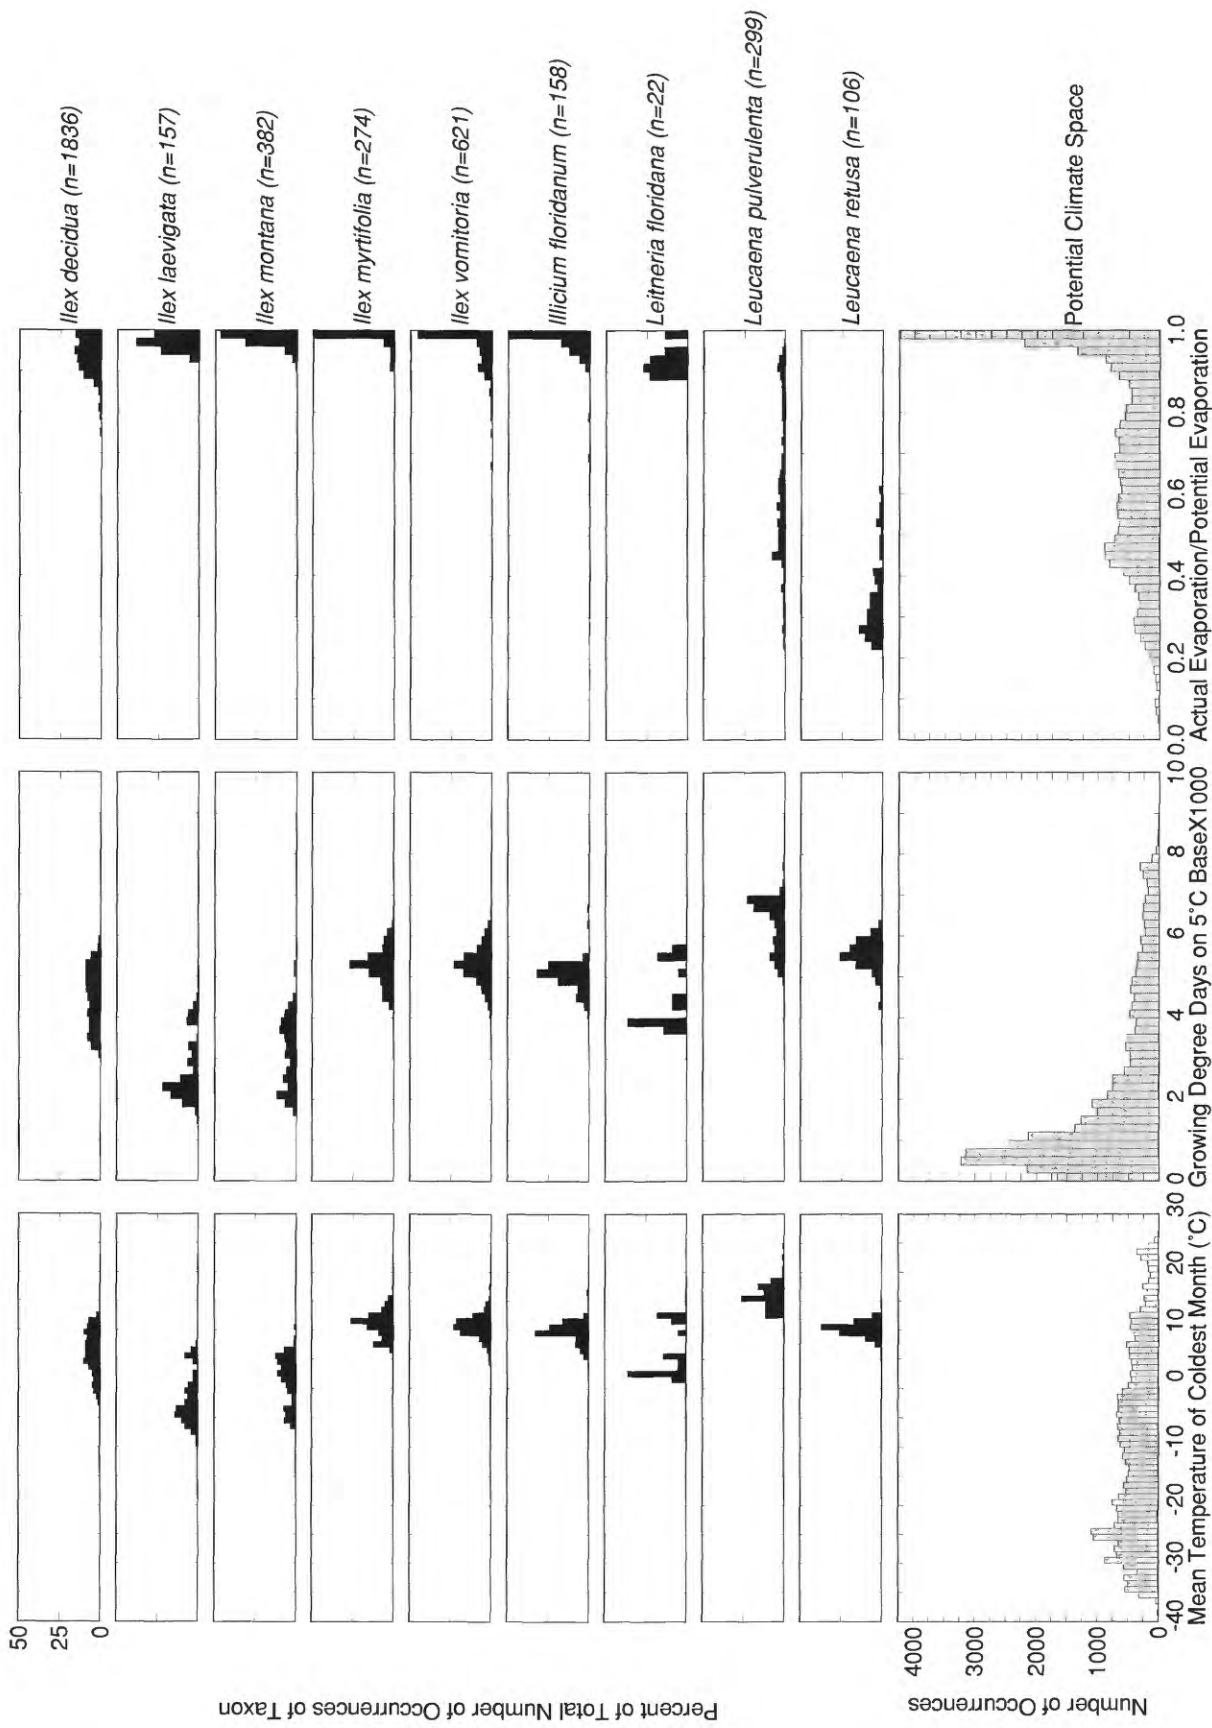 Percent of Total Number of Occurrences of Taxon
50
25
0
Ilex decidua (n=1836)
Ilex laevigata (n=157)
Ilex montana (n=382)
Ilex myrtifolia (n=274)
Ilex vomitoria (n=621)
Illicium floridanum (n=158)
Leitneria floridana (n=22)
Leucaena pulverulenta (n=299)
Leucaena retusa (n=106)
Potential Climate Space
Number of Occurrences
4000
3000
2000
1000
0
-40 -30 -20 -10 0 10 20 30
Mean Temperature of Coldest Month (°C)
0 2 4 6 8 10
Growing Degree Days on 5°C BaseX1000
0.0 0.2 0.4 0.6 0.8 1.0
Actual Evaporation/Potential Evaporation